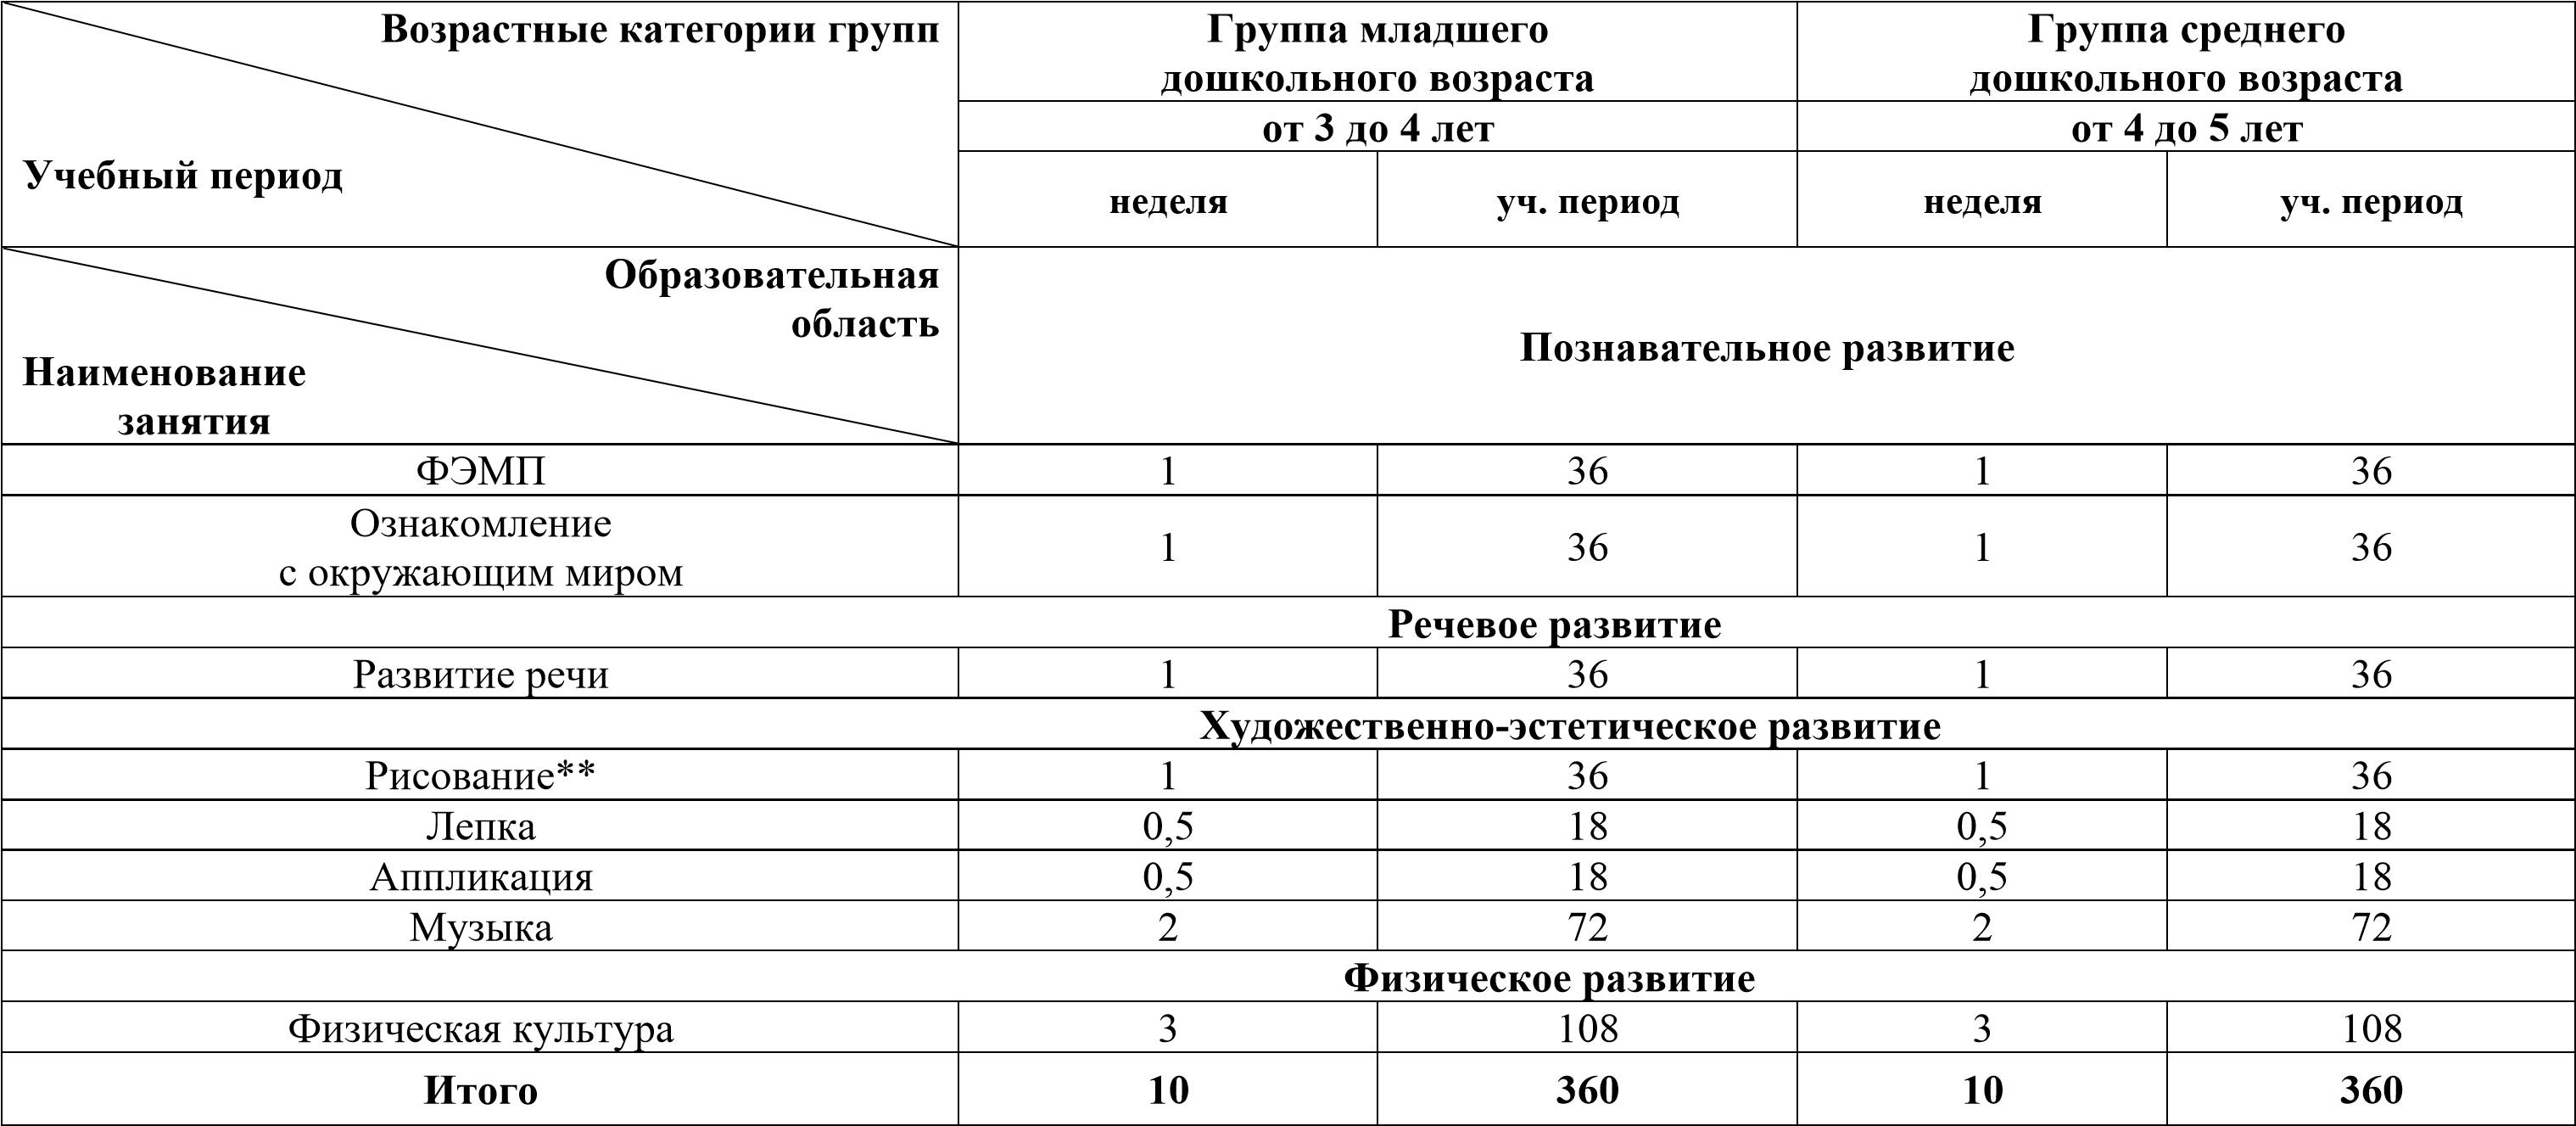 Возрастные категории групп
Учебный период
Группа младшего
дошкольного возраста
Группа среднего
дошкольного возраста
от 3 до 4 лет
от 4 до 5 лет
неделя
уч. период
неделя
уч. период
Образовательная
область
Наименование
занятия
Познавательное развитие
ФЭМП 1 36 1 36
Ознакомление
с окружающим миром
1 36 1 36
Речевое развитие
Развитие речи 1 36 1 36
Художественно-эстетическое развитие
Рисование** 1 36 1 36
Лепка 0,5 18 0,5 18
Аппликация 0,5 18 0,5 18
Музыка 2 72 2 72
Физическое развитие
Физическая культура 3 108 3 108
Итого 10 360 10 360